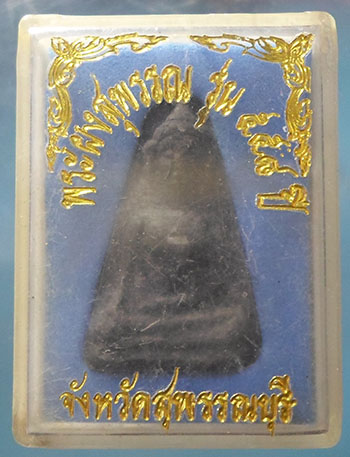 พระผงสุพรรณ รุ่น ๕๕๕ ปี
จังหวัดสุพรรณบุรี